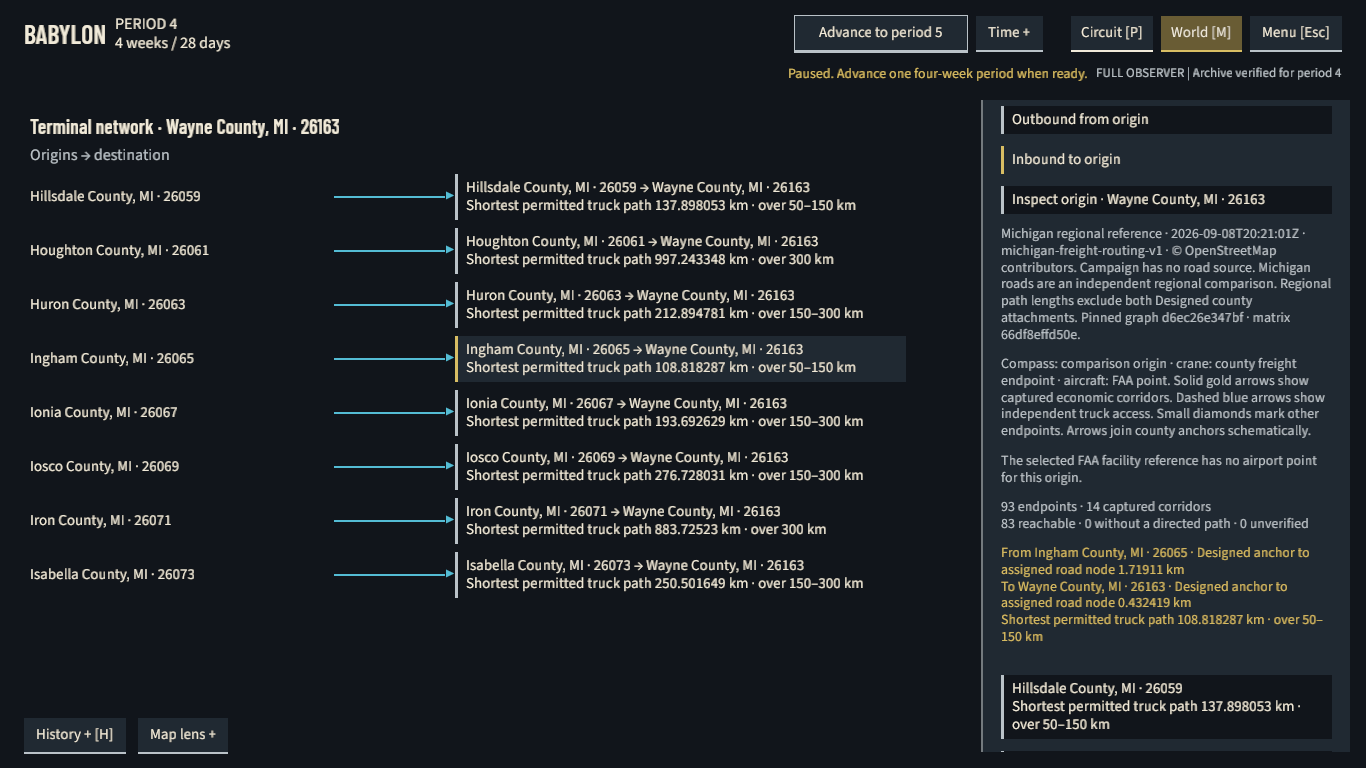 BABYLON
PERIOD 4
4 weeks / 28 days
Advance to period 5
Time +
Circuit [P]
World [M]
Menu [Esc]
Paused. Advance one four-week period when ready.
FULL OBSERVER | Archive verified for period 4
Terminal network · Wayne County, MI · 26163
Origins → destination
Hillsdale County, MI · 26059
Hillsdale County, MI · 26059 → Wayne County, MI · 26163
Shortest permitted truck path 137.898053 km · over 50–150 km
Houghton County, MI · 26061
Houghton County, MI · 26061 → Wayne County, MI · 26163
Shortest permitted truck path 997.243348 km · over 300 km
Huron County, MI · 26063
Huron County, MI · 26063 → Wayne County, MI · 26163
Shortest permitted truck path 212.894781 km · over 150–300 km
Ingham County, MI · 26065
Ingham County, MI · 26065 → Wayne County, MI · 26163
Shortest permitted truck path 108.818287 km · over 50–150 km
Ionia County, MI · 26067
Ionia County, MI · 26067 → Wayne County, MI · 26163
Shortest permitted truck path 193.692629 km · over 150–300 km
Iosco County, MI · 26069
Iosco County, MI · 26069 → Wayne County, MI · 26163
Shortest permitted truck path 276.728031 km · over 150–300 km
Iron County, MI · 26071
Iron County, MI · 26071 → Wayne County, MI · 26163
Shortest permitted truck path 883.72523 km · over 300 km
Isabella County, MI · 26073
Isabella County, MI · 26073 → Wayne County, MI · 26163
Shortest permitted truck path 250.501649 km · over 150–300 km
History + [H]
Map lens +
Outbound from origin
Inbound to origin
Inspect origin · Wayne County, MI · 26163
Michigan regional reference · 2026-09-08T20:21:01Z ·
michigan-freight-routing-v1 · © OpenStreetMap
contributors. Campaign has no road source. Michigan
roads are an independent regional comparison. Regional
path lengths exclude both Designed county
attachments. Pinned graph d6ec26e347bf · matrix
66df8effd50e.
Compass: comparison origin · crane: county freight
endpoint · aircraft: FAA point. Solid gold arrows show
captured economic corridors. Dashed blue arrows show
independent truck access. Small diamonds mark other
endpoints. Arrows join county anchors schematically.
The selected FAA facility reference has no airport point
for this origin.
93 endpoints · 14 captured corridors
83 reachable · 0 without a directed path · 0 unverified
From Ingham County, MI · 26065 · Designed anchor to
assigned road node 1.71911 km
To Wayne County, MI · 26163 · Designed anchor to
assigned road node 0.432419 km
Shortest permitted truck path 108.818287 km · over 50–
150 km
Hillsdale County, MI · 26059
Shortest permitted truck path 137.898053 km ·
over 50–150 km